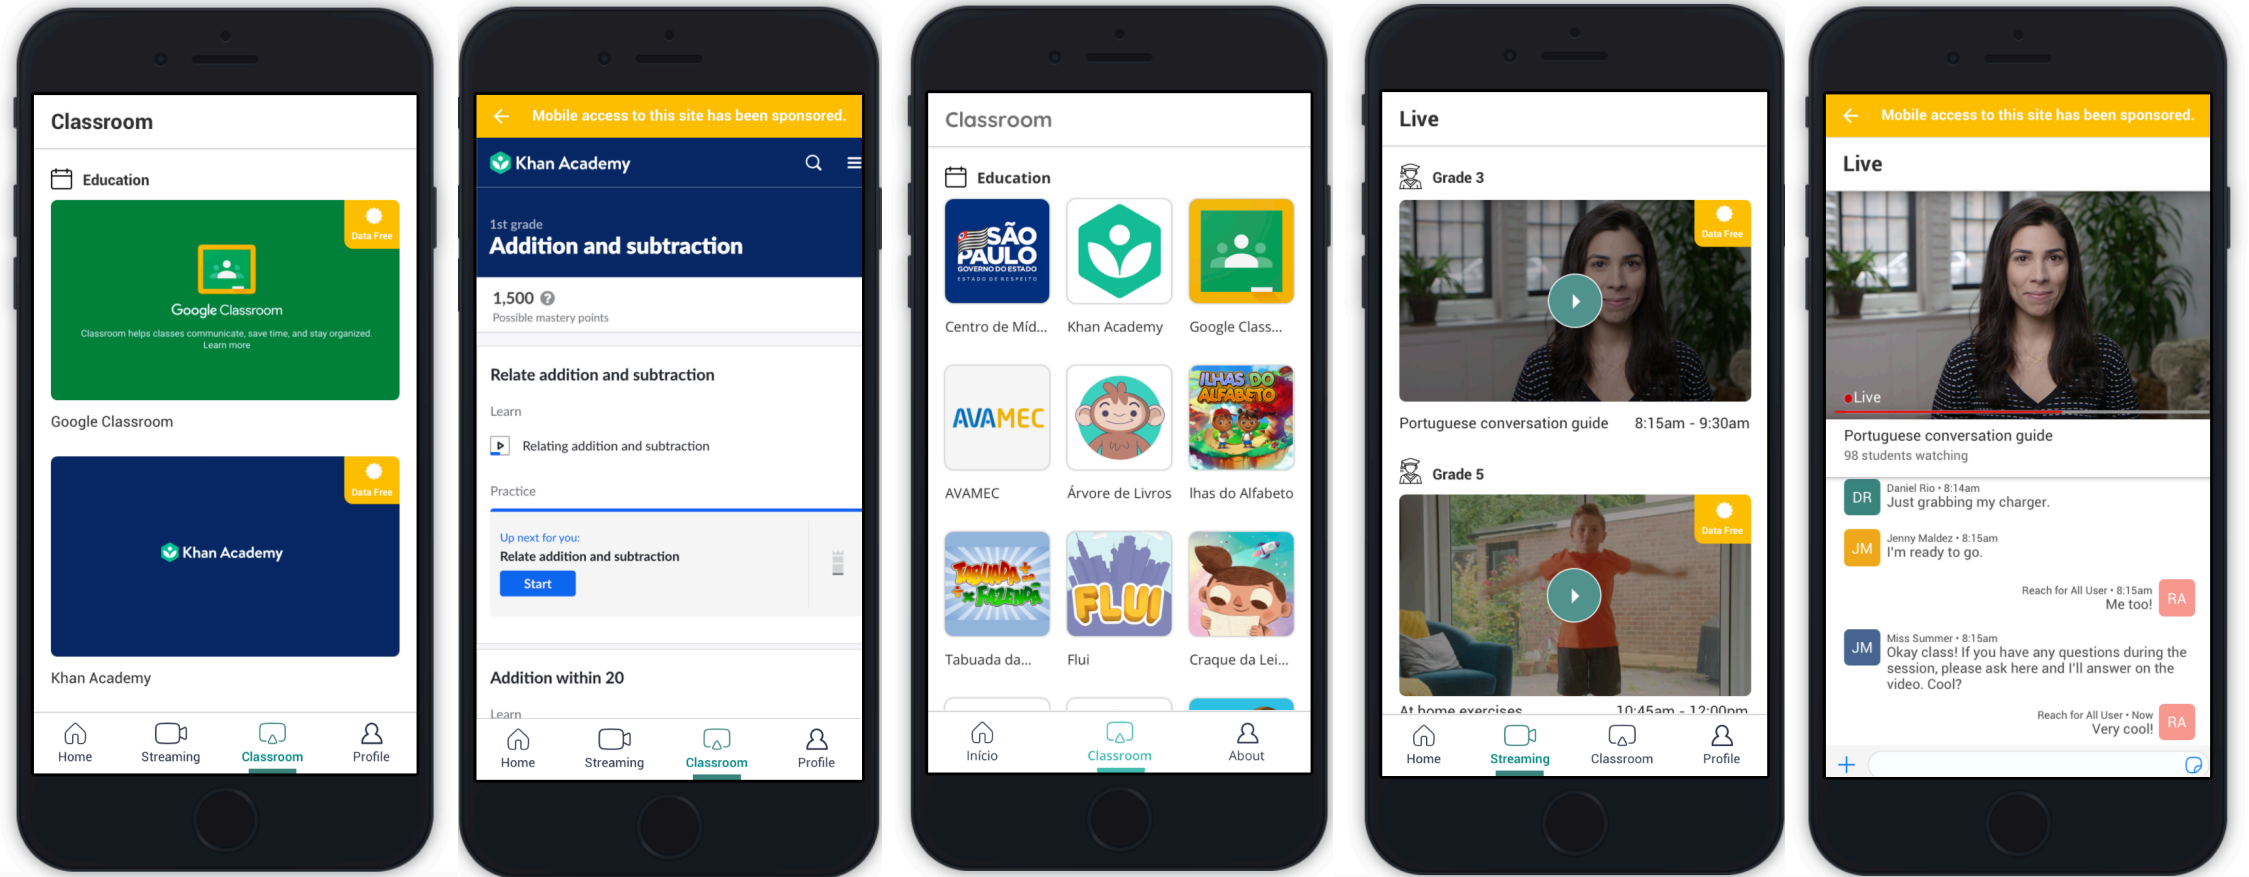 Classroom
Education
Data Free
Google Classroom
Classroom helps classes communicate, save time, and stay organized.
Learn more
Google Classroom
Data Free
Khan Academy
Khan Academy
Home
Streaming
Classroom
Profile
Mobile access to this site has been sponsored.
Khan Academy
1st grade
Addition and subtraction
1,500
Possible mastery points
Relate addition and subtraction
Learn
Relating addition and subtraction
Practice
Up next for you:
Relate addition and subtraction
Start
Addition within 20
Learn
Home
Streaming
Classroom
Profile
Classroom
Education
SÃO
PAULO
GOVERNO DO ESTADO
ESTADO DE RESPEITO
Centro de Míd...
Khan Academy
Google Class...
AVAMEC
ILHAS DO
ALFABETO
AVAMEC
Árvore de Livros
lhas do Alfabeto
TABUADA
FAZENDA
FLUI
Tabuada da...
Flui
Craque da Lei...
Início
Classroom
About
Live
Grade 3
Data Free
Portuguese conversation guide 8:15am - 9:30am
Grade 5
Data Free
At home exercises 10:45am - 12:00pm
Home
Streaming
Classroom
Profile
Mobile access to this site has been sponsored.
Live
Live
Portuguese conversation guide
98 students watching
DR
Daniel Rio • 8:14am
Just grabbing my charger.
JM
Jenny Maldez • 8:15am
I'm ready to go.
Reach for All User • 8:15am
Me too!
RA
JM
Miss Summer • 8:15am
Okay class! If you have any questions during the
session, please ask here and I'll answer on the
video. Cool?
Reach for All User • Now
Very cool!
RA